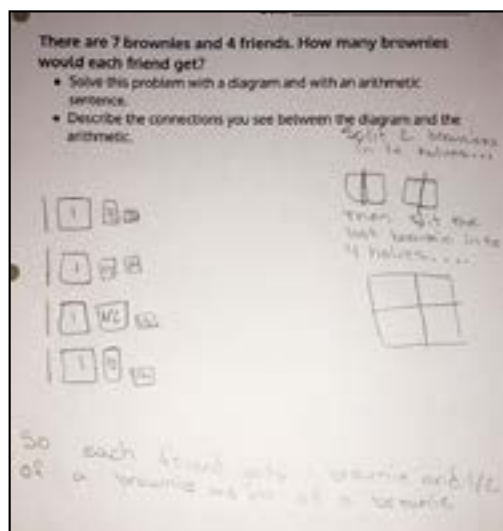 There are 7 brownies and 4 friends. How many brownies
would each friend get?
• Solve this problem with a diagram and with an arithmetic
sentence.
• Describe the connections you see between the diagram and the
arithmetic.
Split 2 brownies
in to halves...
Then split the
last brownie into
4 halves....
1
1
1 1/2
1
So each friend gets 1 brownie and 1/2
of a brownie and of a brownie